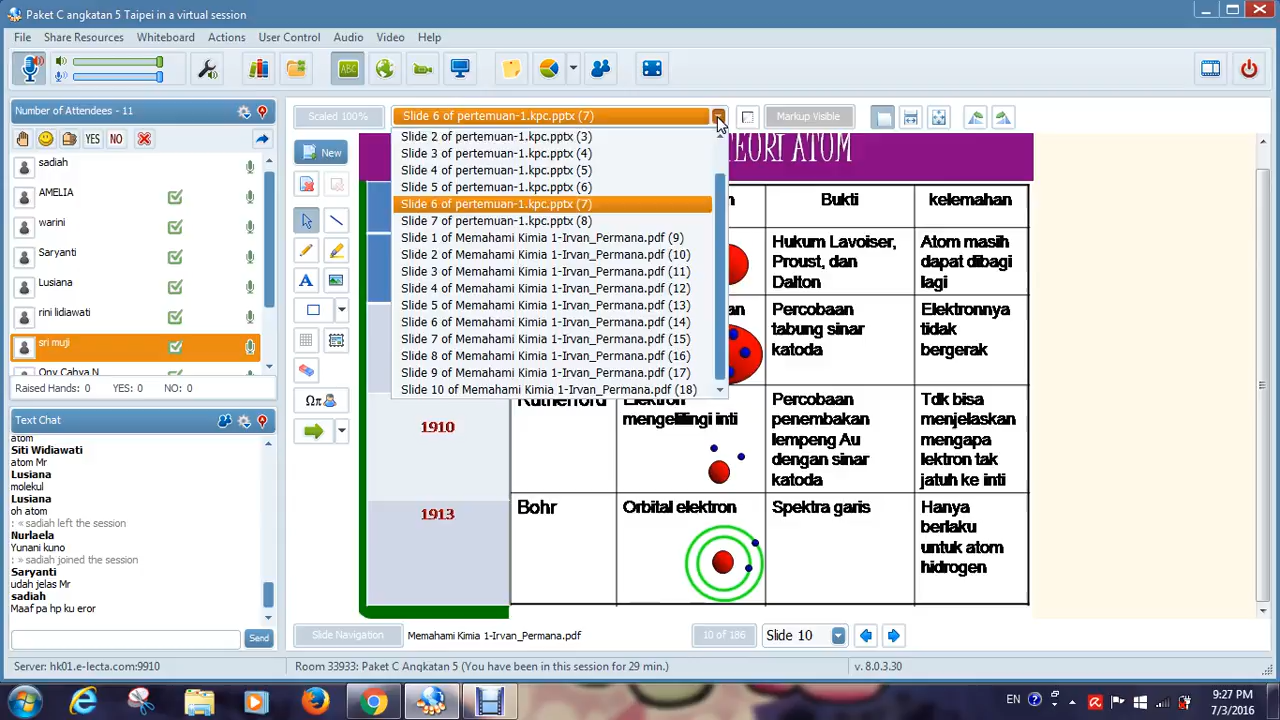 Paket C angkatan 5 Taipei in a virtual session
File Share Resources Whiteboard Actions User Control Audio Video Help
ABC
Number of Attendees - 11
YES NO
sadiah
AMELIA
warini
Saryanti
Lusiana
rini lidiawati
sri muji
Raised Hands: 0 YES: 0 NO: 0
Text Chat
atom
Siti Widiawati
atom Mr
Lusiana
molekul
Lusiana
oh atom
: « sadiah left the session
Nurlaela
Yunani kuno
: » sadiah joined the session
Saryanti
udah jelas Mr
sadiah
Maaf pa hp ku eror
Send
Scaled 100%
Slide 6 of pertemuan-1.kpc.pptx (7)
Markup Visible
New
A
Ωπ
Slide 2 of pertemuan-1.kpc.pptx (3)
Slide 3 of pertemuan-1.kpc.pptx (4)
Slide 4 of pertemuan-1.kpc.pptx (5)
Slide 5 of pertemuan-1.kpc.pptx (6)
Slide 6 of pertemuan-1.kpc.pptx (7)
Slide 7 of pertemuan-1.kpc.pptx (8)
Slide 1 of Memahami Kimia 1-Irvan_Permana.pdf (9)
Slide 2 of Memahami Kimia 1-Irvan_Permana.pdf (10)
Slide 3 of Memahami Kimia 1-Irvan_Permana.pdf (11)
Slide 4 of Memahami Kimia 1-Irvan_Permana.pdf (12)
Slide 5 of Memahami Kimia 1-Irvan_Permana.pdf (13)
Slide 6 of Memahami Kimia 1-Irvan_Permana.pdf (14)
Slide 7 of Memahami Kimia 1-Irvan_Permana.pdf (15)
Slide 8 of Memahami Kimia 1-Irvan_Permana.pdf (16)
Slide 9 of Memahami Kimia 1-Irvan_Permana.pdf (17)
Slide 10 of Memahami Kimia 1-Irvan_Permana.pdf (18)
TEORI ATOM
Bukti
kelemahan
Hukum Lavoiser,
Proust, dan
Dalton
Atom masih
dapat dibagi
lagi
Percobaan
tabung sinar
katoda
Elektronnya
tidak
bergerak
1910
Rutherford
Elektron
mengelilingi inti
Percobaan
penembakan
lempeng Au
dengan sinar
katoda
Tdk bisa
menjelaskan
mengapa
lektron tak
jatuh ke inti
1913
Bohr
Orbital elektron
Spektra garis
Hanya
berlaku
untuk atom
hidrogen
Slide Navigation
Memahami Kimia 1-Irvan_Permana.pdf
10 of 186
Slide 10
Server: hk01.e-lecta.com:9910
Room 33933: Paket C Angkatan 5 (You have been in this session for 29 min.)
v. 8.0.3.30
EN
9:27 PM
7/3/2016